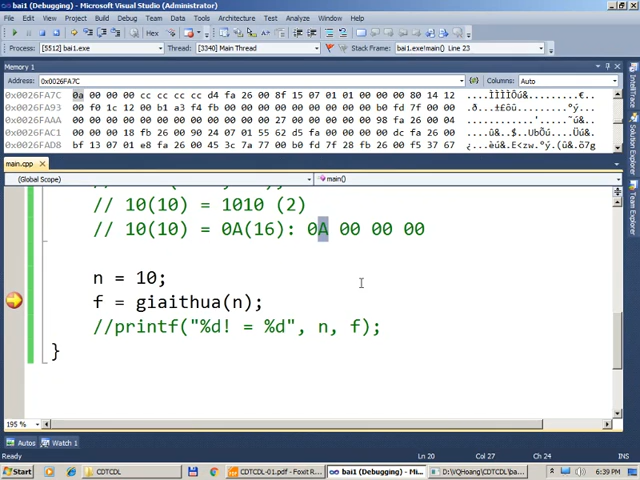 bai1 (Debugging) - Microsoft Visual Studio (Administrator)
File Edit View Project Build Debug Team Data Tools Architecture Test Analyze Window Help
Process: [5512] bai1.exe Thread: [3340] Main Thread Stack Frame: bai1.exe!main() Line 23
Memory 1
Address: 0x0026FA7C Columns: Auto
0x0026FA7C 0a 00 00 00 cc cc cc cc d4 fa 26 00 8f 15 07 01 01 00 00 00 80 14 12
0x0026FA93 00 f0 1c 12 00 b1 a3 f4 fb 00 00 00 00 00 00 00 00 00 b0 fd 7f 00 00
0x0026FAAA 00 00 00 00 00 00 00 00 00 00 00 27 00 00 00 00 98 fa 26 00 04
0x0026FAC1 00 00 00 18 fb 26 00 90 24 07 01 55 62 d5 fa 00 00 00 00 dc fa 26 00
0x0026FAD8 bf 13 07 01 e8 fa 26 00 45 3c 7a 77 00 b0 fd 7f 28 fb 26 00 f5 37 67
main.cpp
(Global Scope) main()
// 10(10) = 1010 (2)
// 10(10) = 0A(16): 0A 00 00 00
n = 10;
f = giaithua(n);
//printf("%d! = %d", n, f);
}
195 %
Autos Watch 1
Ready Ln 20 Col 27 Ch 24 INS
Start CDTCDL CDTCDL-01.pdf - Foxit R... bai1 (Debugging) - Mi... D:\VQHoang\CDTCDL\ba... 6:39 PM
IntelliTrace
Solution Explorer
Team Explorer